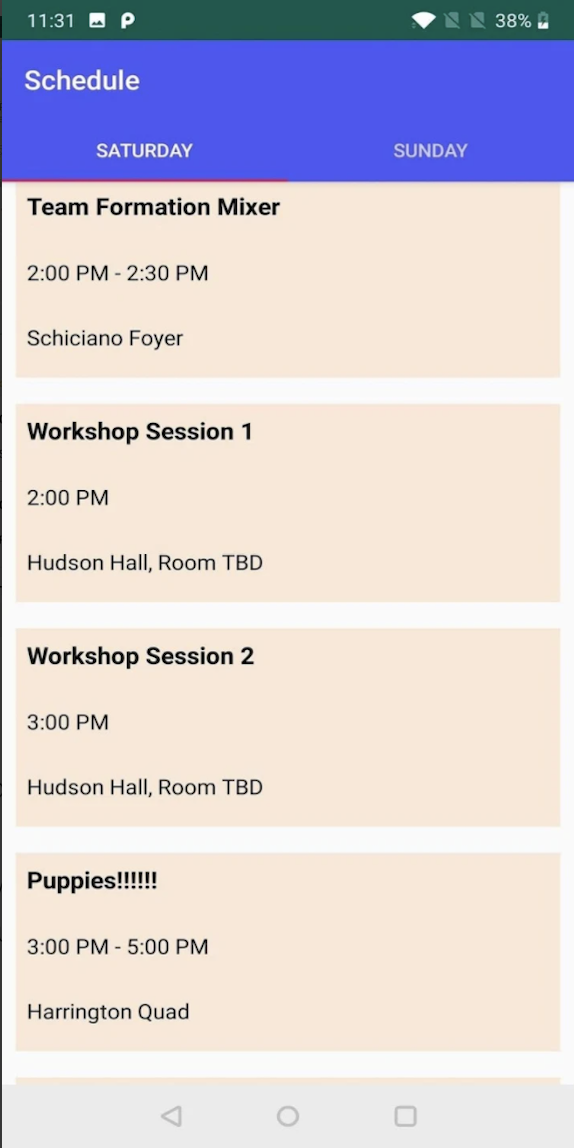 11:31 38%
Schedule
SATURDAY SUNDAY
Team Formation Mixer
2:00 PM - 2:30 PM
Schiciano Foyer
Workshop Session 1
2:00 PM
Hudson Hall, Room TBD
Workshop Session 2
3:00 PM
Hudson Hall, Room TBD
Puppies!!!!!!
3:00 PM - 5:00 PM
Harrington Quad